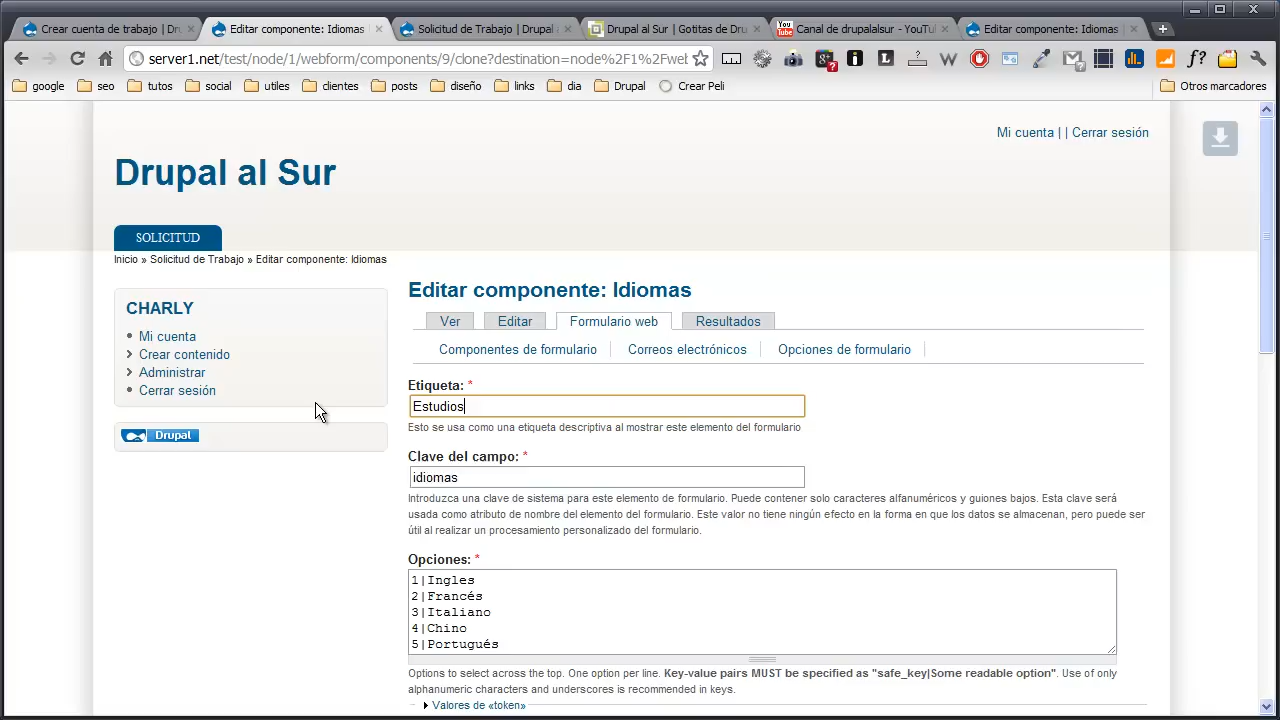 Crear cuenta de trabajo | Dru
Editar componente: Idiomas
Solicitud de Trabajo | Drupal
Drupal al Sur | Gotitas de Dru
Canal de drupalalsur - YouTu
Editar componente: Idiomas
server1.net/test/node/1/webform/components/9/clone?destination=node%2F1%2Fwet
google
seo
tutos
social
utiles
clientes
posts
diseño
links
dia
Drupal
Crear Peli
Otros marcadores
Mi cuenta | | Cerrar sesión
Drupal al Sur
SOLICITUD
Inicio » Solicitud de Trabajo » Editar componente: Idiomas
CHARLY
Mi cuenta
Crear contenido
Administrar
Cerrar sesión
Drupal
Editar componente: Idiomas
Ver
Editar
Formulario web
Resultados
Componentes de formulario
Correos electrónicos
Opciones de formulario
Etiqueta: *
Estudios
Esto se usa como una etiqueta descriptiva al mostrar este elemento del formulario
Clave del campo: *
idiomas
Introduzca una clave de sistema para este elemento de formulario. Puede contener solo caracteres alfanuméricos y guiones bajos. Esta clave será
usada como atributo de nombre del elemento del formulario. Este valor no tiene ningún efecto en la forma en que los datos se almacenan, pero puede ser
útil al realizar un procesamiento personalizado del formulario.
Opciones: *
1|Ingles
2|Francés
3|Italiano
4|Chino
5|Portugués
Options to select across the top. One option per line. Key-value pairs MUST be specified as "safe_key|Some readable option". Use of only
alphanumeric characters and underscores is recommended in keys.
Valores de «token»